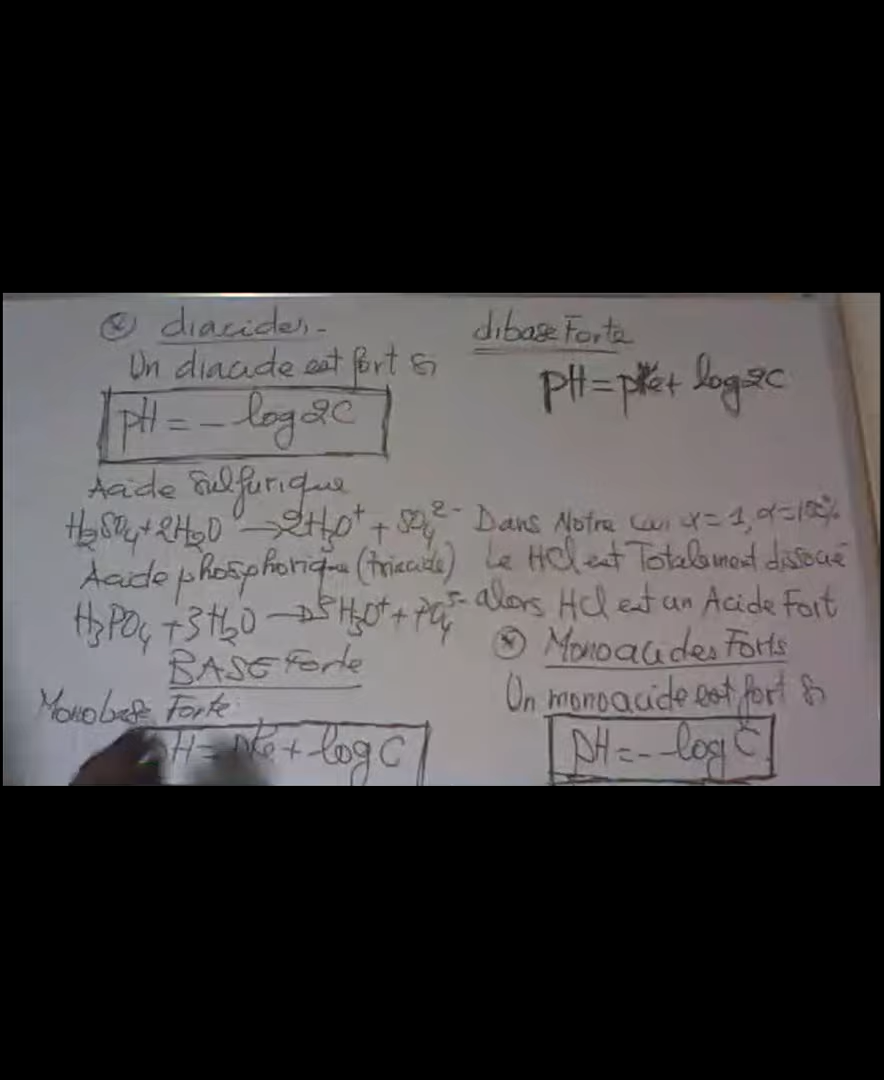 * diacides.
Un diacide est fort si
pH = - log 2C
Acide Sulfurique
H2SO4 + 2H2O → 2H3O+ + SO4 2-
Acide phosphorique (triacide)
H3PO4 + 3H2O → 3H3O+ + PO4 3-
BASE Forte
Monobase Forte
H = pKe + log C
dibase Forte
pH = pKe + log 2C
Dans Notre cas α = 1, α = 100%
Le HCl est Totalement dissocié
alors HCl est un Acide Fort
* Monoacides Forts
Un monoacide est fort si
pH = - log C